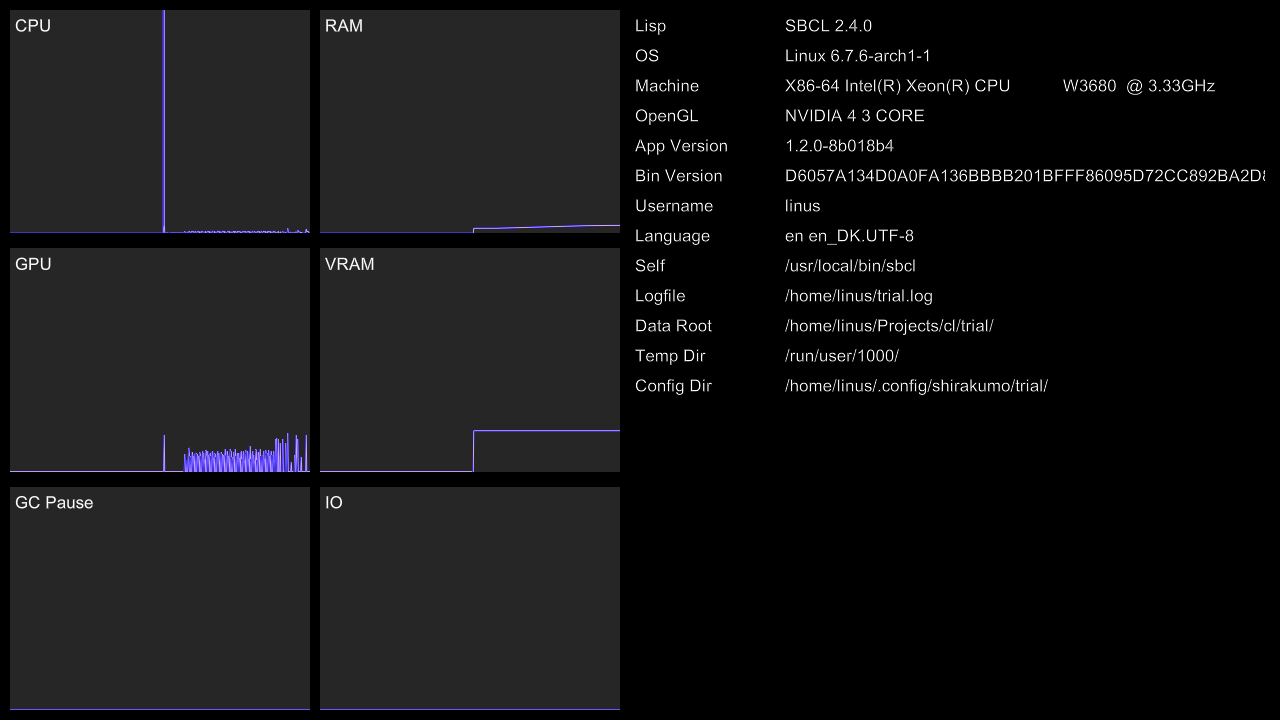 CPU
RAM
GPU
VRAM
GC Pause
IO
Lisp SBCL 2.4.0
OS Linux 6.7.6-arch1-1
Machine X86-64 Intel(R) Xeon(R) CPU W3680 @ 3.33GHz
OpenGL NVIDIA 4 3 CORE
App Version 1.2.0-8b018b4
Bin Version D6057A134D0A0FA136BBBB201BFFF86095D72CC892BA2D
Username linus
Language en en_DK.UTF-8
Self /usr/local/bin/sbcl
Logfile /home/linus/trial.log
Data Root /home/linus/Projects/cl/trial/
Temp Dir /run/user/1000/
Config Dir /home/linus/.config/shirakumo/trial/